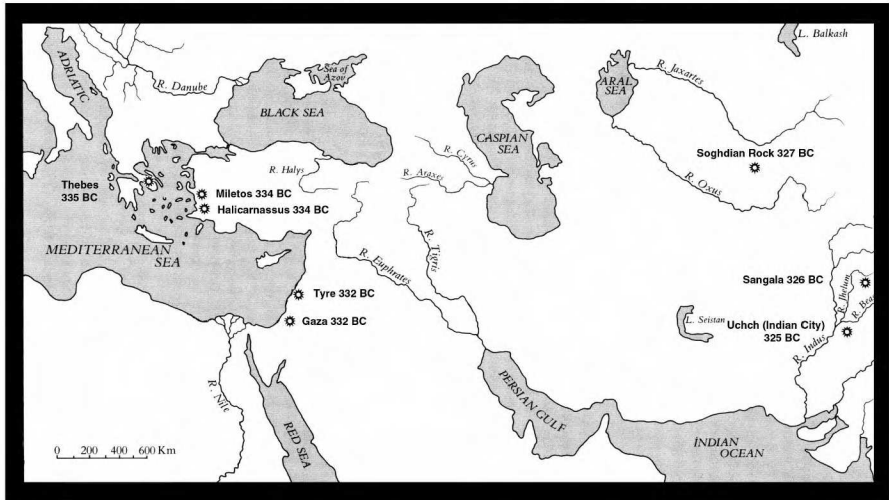 L. Balkash
ADRIATIC
R. Danube
Sea of
Azov
BLACK SEA
CASPIAN
SEA
ARAL
SEA
R. Jaxartes
Soghdian Rock 327 BC
R. Oxus
R. Cyrus
R. Araxes
R. Halys
Thebes
335 BC
Miletos 334 BC
Halicarnassus 334 BC
MEDITERRANEAN
SEA
R. Euphrates
R. Tigris
Tyre 332 BC
Gaza 332 BC
Sangala 326 BC
R. Jhelum
R. Beas
L. Seistan
Uchch (Indian City)
325 BC
R. Indus
R. Nile
RED SEA
PERSIAN GULF
INDIAN
OCEAN
0 200 400 600 Km